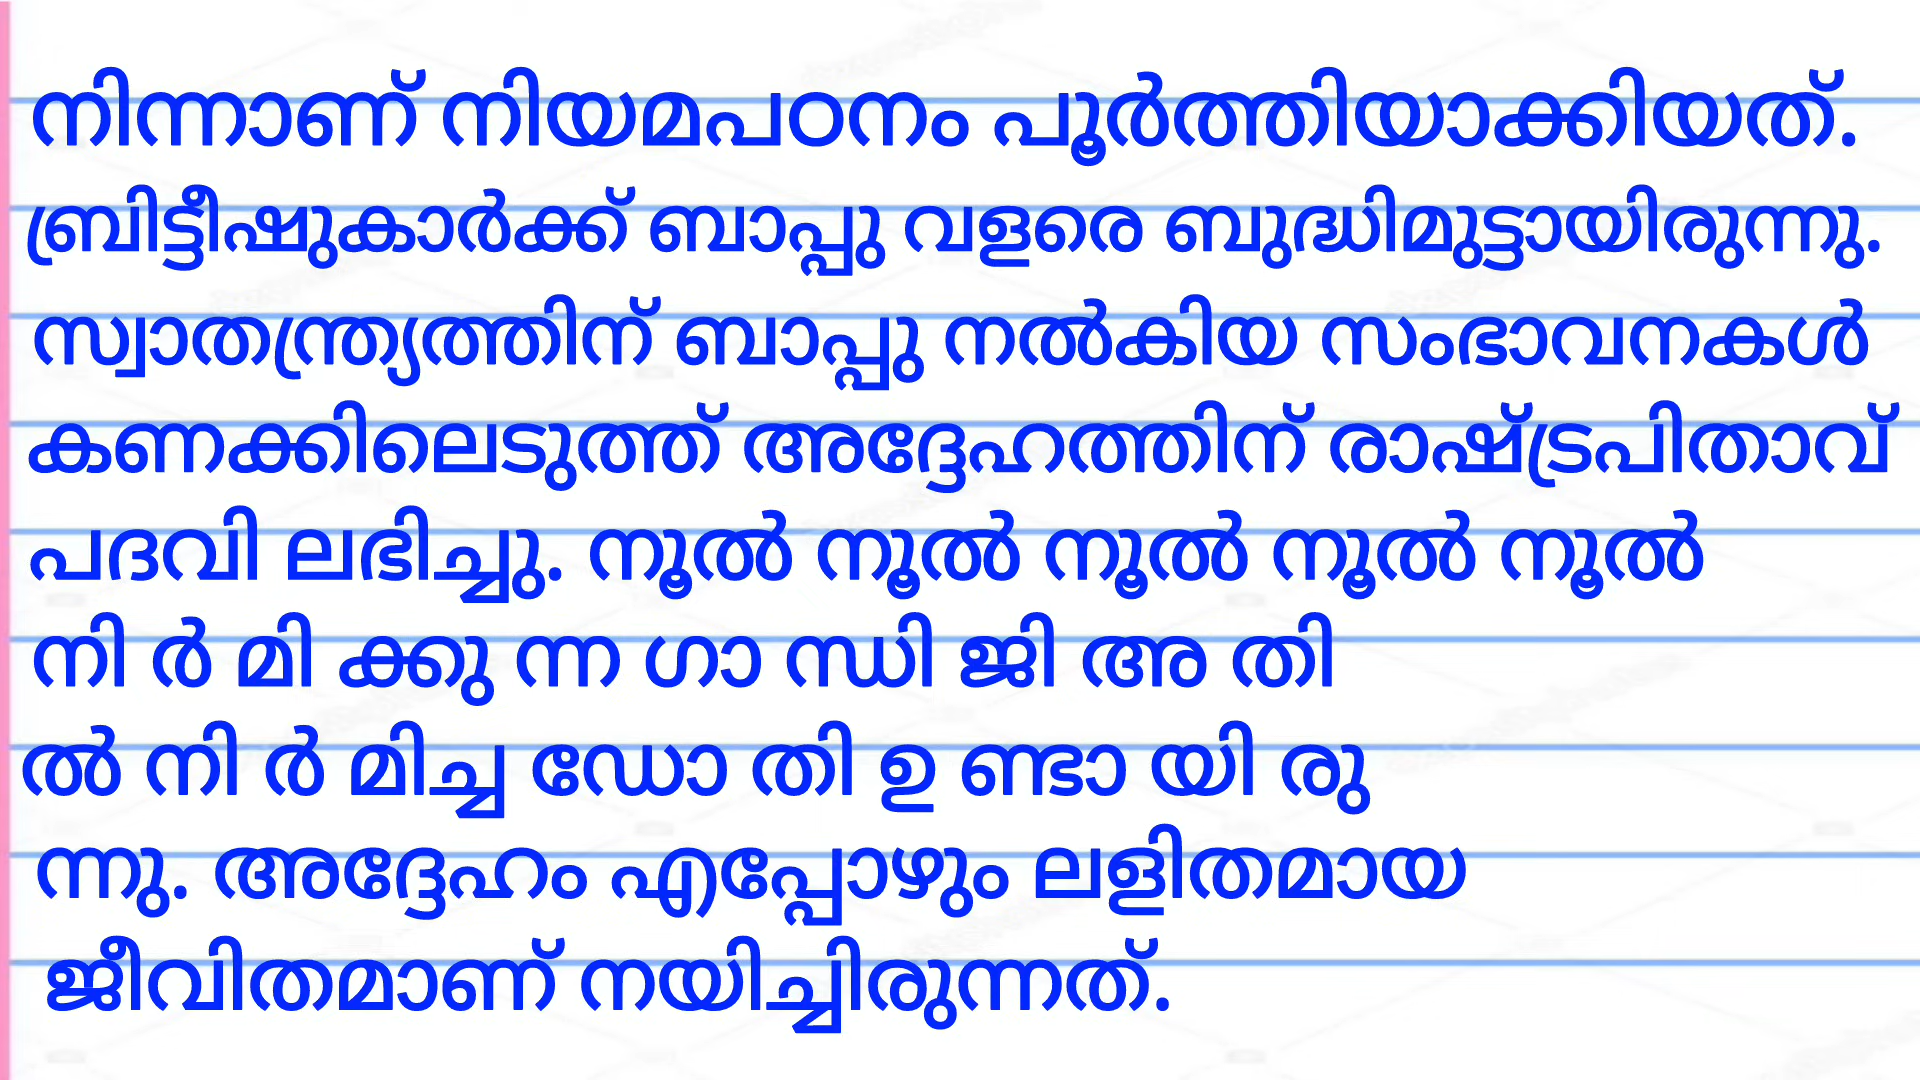 നിന്നാണ് നിയമപഠനം പൂർത്തിയാക്കിയത്.
ബ്രിട്ടീഷുകാർക്ക് ബാപ്പു വളരെ ബുദ്ധിമുട്ടായിരുന്നു.
സ്വാതന്ത്ര്യത്തിന് ബാപ്പു നൽകിയ സംഭാവനകൾ
കണക്കിലെടുത്ത് അദ്ദേഹത്തിന് രാഷ്ട്രപിതാവ്
പദവി ലഭിച്ചു. നൂൽ നൂൽ നൂൽ നൂൽ നൂൽ
നി ർ മി ക്കു ന്ന ഗാ ന്ധി ജി അ തി
ൽ നി ർ മിച്ച ഡോ തി ഉ ണ്ടാ യി രു
ന്നു. അദ്ദേഹം എപ്പോഴും ലളിതമായ
ജീവിതമാണ് നയിച്ചിരുന്നത്.